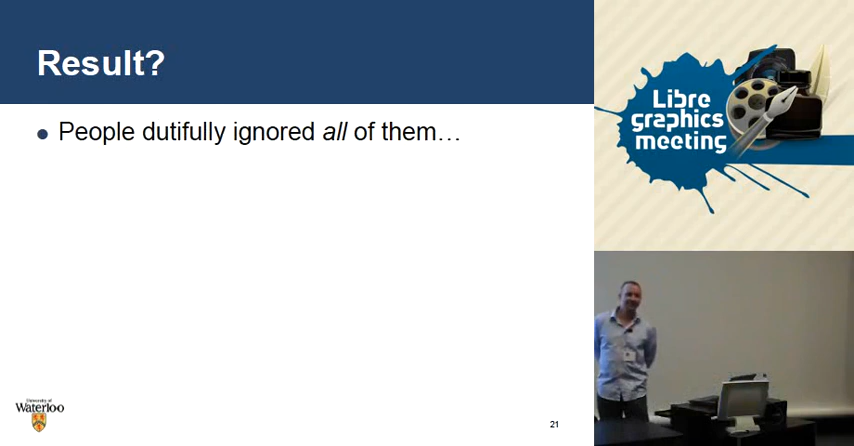 Result?
• People dutifully ignored all of them…
University of
Waterloo
21
Libre
graphics
meeting